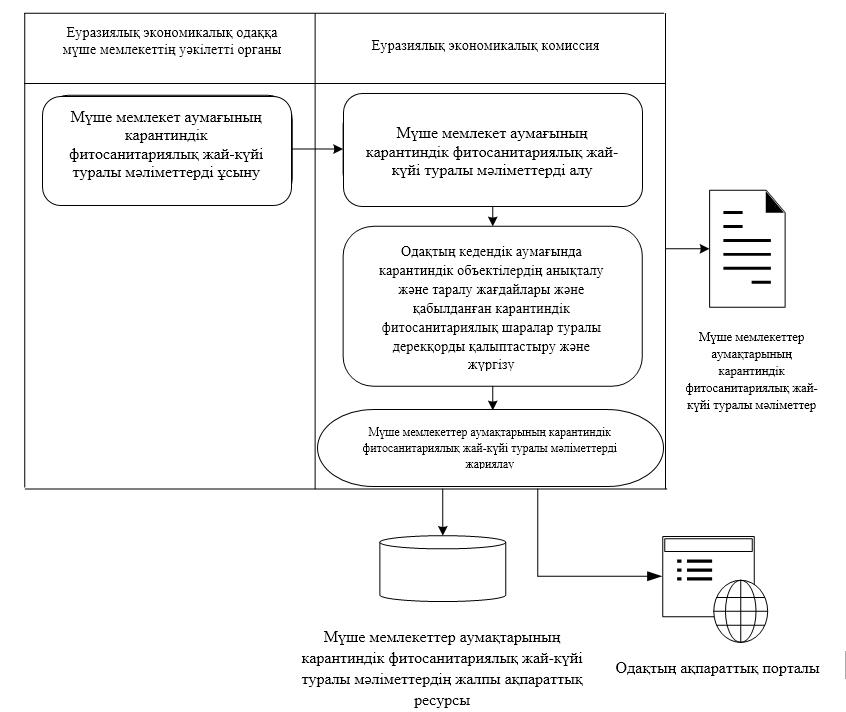 Еуразиялық экономикалық одаққа
мүше мемлекеттің уәкілетті органы
Еуразиялық экономикалық комиссия
Мүше мемлекет аумағының
карантиндік
фитосанитариялық жай-күйі
туралы мәліметтерді ұсыну
Мүше мемлекет аумағының
карантиндік фитосанитариялық жай-
күйі туралы мәліметтерді алу
Одақтың кедендік аумағында
карантиндік объектілердің анықталу
және таралу жағдайлары және
қабылданған карантиндік
фитосанитариялық шаралар туралы
дерекқорды қалыптастыру және
жүргізу
Мүше мемлекеттер
аумақтарының
карантиндік
фитосанитариялық жай-
күйі туралы мәліметтер
Мүше мемлекеттер аумақтарының карантиндік
фитосанитариялық жай-күйі туралы мәліметтерді
жариялау
Мүше мемлекеттер аумақтарының
карантиндік фитосанитариялық жай-күйі
туралы мәліметтердің жалпы ақпараттық
ресурсы
Одақтың ақпараттық порталы